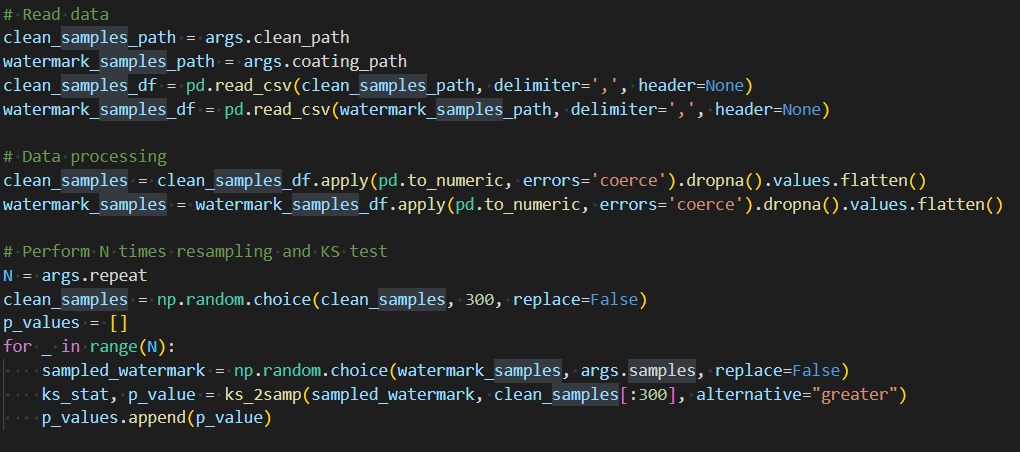 # Read data
clean_samples_path = args.clean_path
watermark_samples_path = args.coating_path
clean_samples_df = pd.read_csv(clean_samples_path, delimiter=',', header=None)
watermark_samples_df = pd.read_csv(watermark_samples_path, delimiter=',', header=None)
# Data processing
clean_samples = clean_samples_df.apply(pd.to_numeric, errors='coerce').dropna().values.flatten()
watermark_samples = watermark_samples_df.apply(pd.to_numeric, errors='coerce').dropna().values.flatten()
# Perform N times resampling and KS test
N = args.repeat
clean_samples = np.random.choice(clean_samples, 300, replace=False)
p_values = []
for _ in range(N):
    sampled_watermark = np.random.choice(watermark_samples, args.samples, replace=False)
    ks_stat, p_value = ks_2samp(sampled_watermark, clean_samples[:300], alternative="greater")
    p_values.append(p_value)